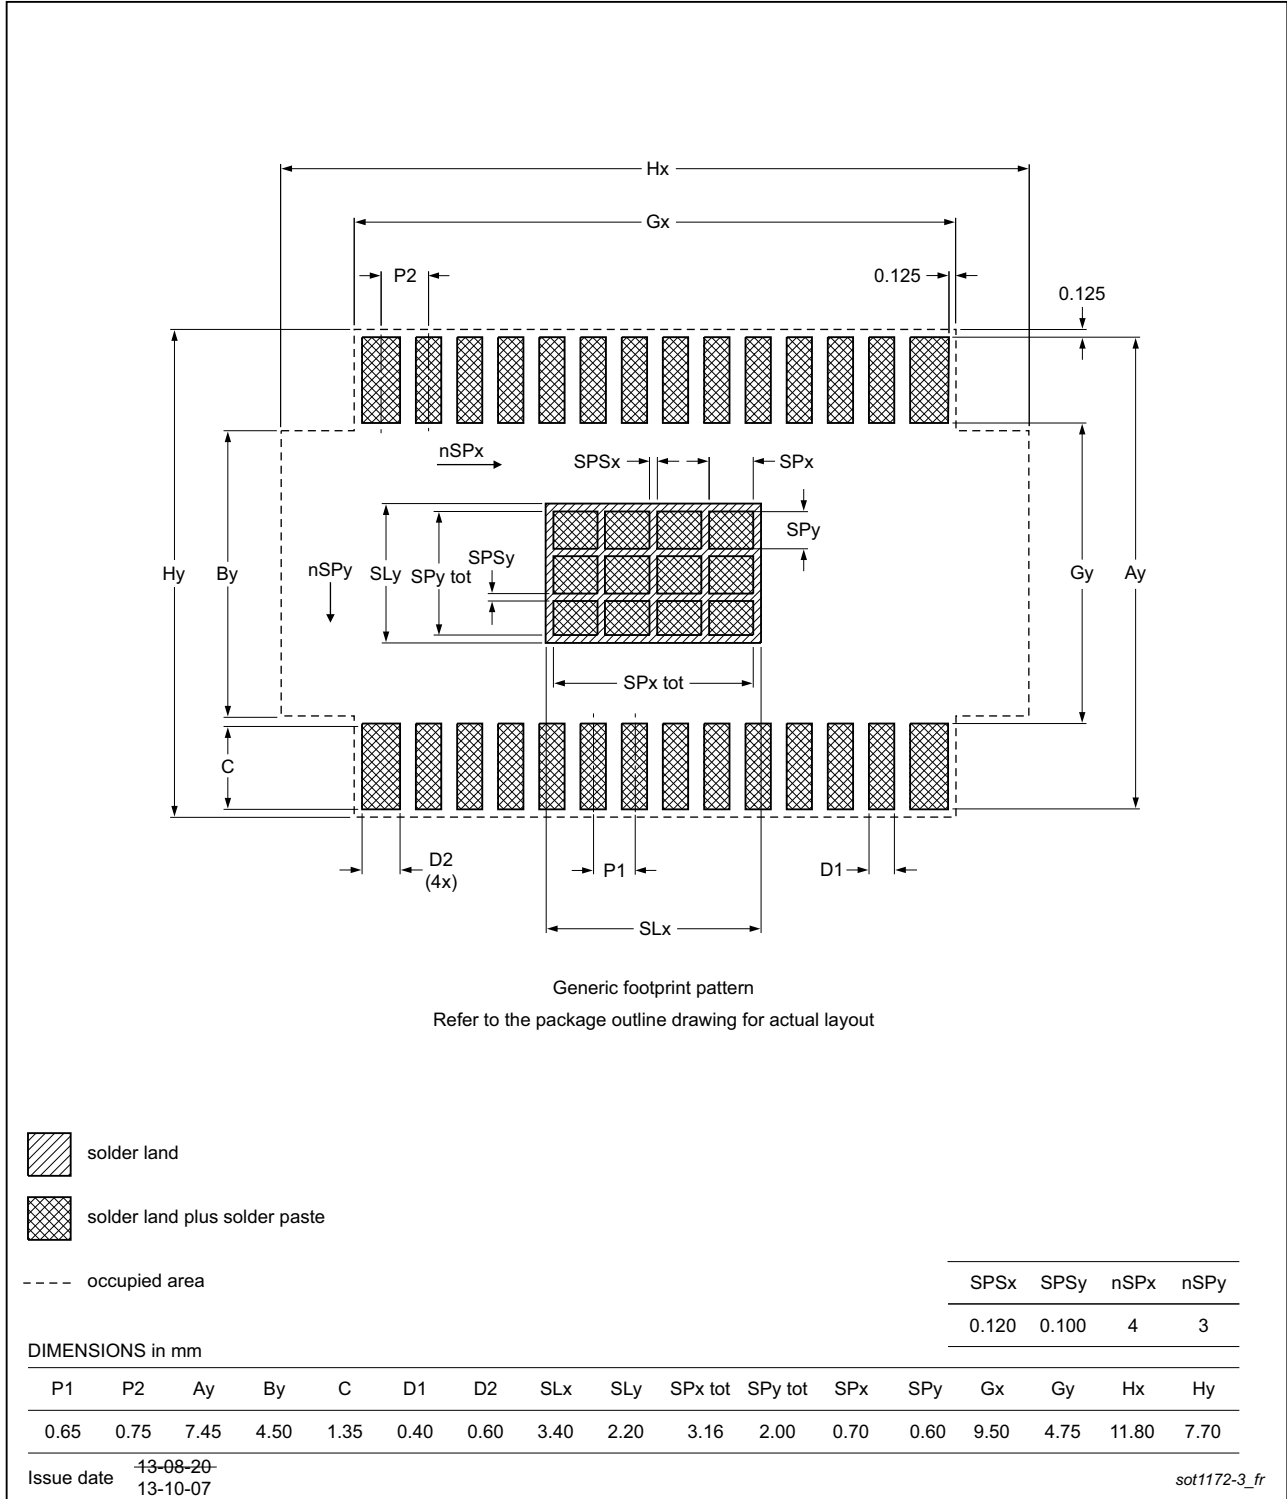 Hx
Gx
P2
0.125
0.125
nSPx
SPSx
SPx
SPy
SPSy
nSPy
Hy
By
SLy
SPy tot
Gy
Ay
SPx tot
C
D2
(4x)
P1
D1
SLx
Generic footprint pattern
Refer to the package outline drawing for actual layout
solder land
solder land plus solder paste
occupied area
SPSx SPSy nSPx nSPy
0.120 0.100 4 3
DIMENSIONS in mm
P1 P2 Ay By C D1 D2 SLx SLy SPx tot SPy tot SPx SPy Gx Gy Hx Hy
0.65 0.75 7.45 4.50 1.35 0.40 0.60 3.40 2.20 3.16 2.00 0.70 0.60 9.50 4.75 11.80 7.70
Issue date
13-08-20
13-10-07
sot1172-3_fr